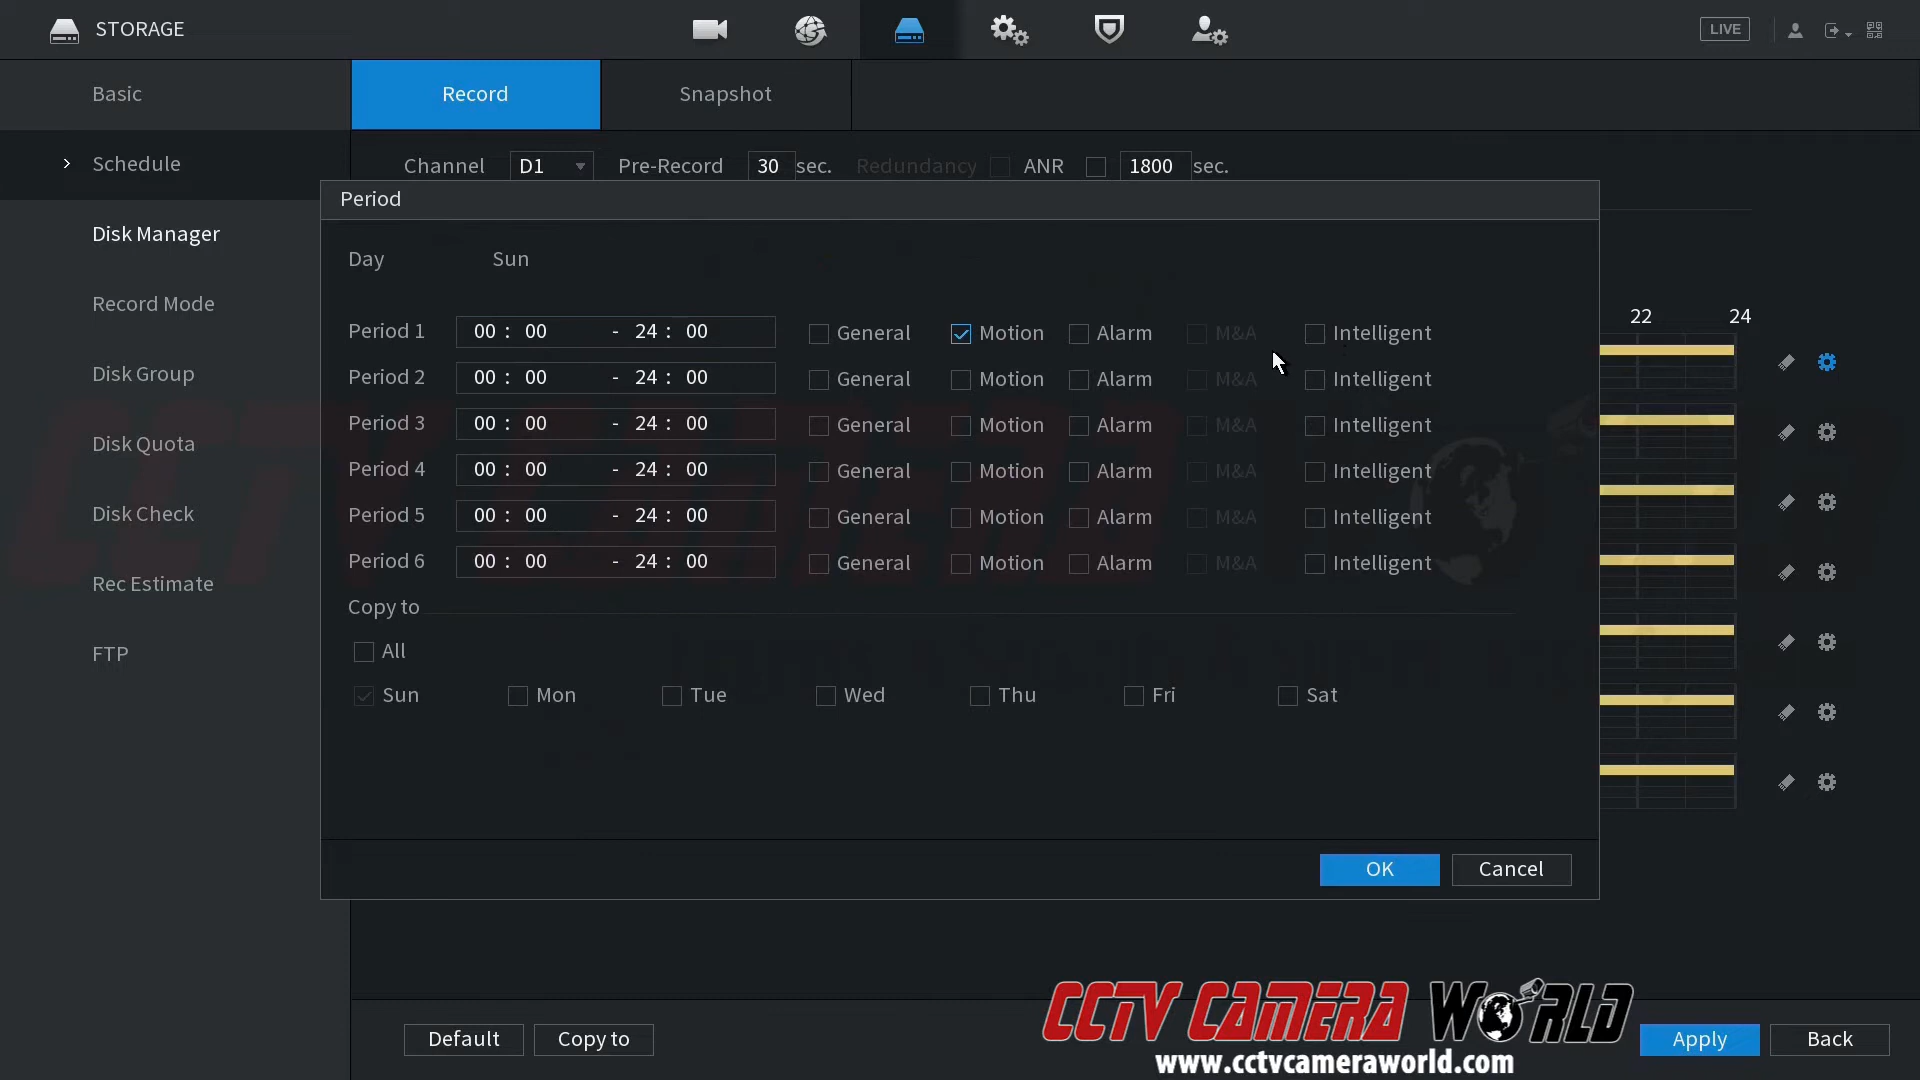 STORAGE
LIVE
Basic
Record
Snapshot
Schedule
Channel D1 Pre-Record 30 sec. Redundancy ANR 1800 sec.
Period
Disk Manager
Day Sun
Record Mode
22 24
Period 1 00 : 00 - 24 : 00 General Motion Alarm M&A Intelligent
Period 2 00 : 00 - 24 : 00 General Motion Alarm M&A Intelligent
Disk Group
Period 3 00 : 00 - 24 : 00 General Motion Alarm M&A Intelligent
Disk Quota
Period 4 00 : 00 - 24 : 00 General Motion Alarm M&A Intelligent
Period 5 00 : 00 - 24 : 00 General Motion Alarm M&A Intelligent
Disk Check
Period 6 00 : 00 - 24 : 00 General Motion Alarm M&A Intelligent
Rec Estimate
Copy to
All
FTP
Sun Mon Tue Wed Thu Fri Sat
OK Cancel
CCTV CAMERA WORLD
Default Copy to Apply Back
www.cctvcameraworld.com